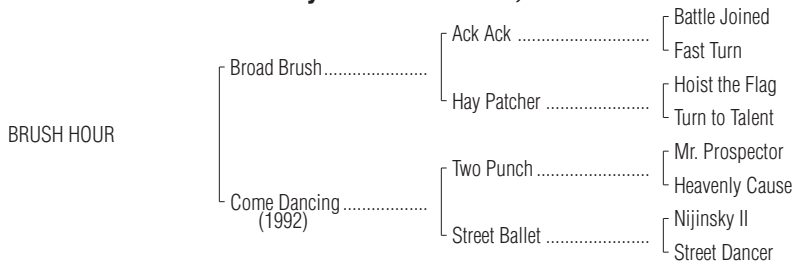 Battle Joined
Ack Ack ..............................
Fast Turn
Broad Brush........................
Hoist the Flag
Hay Patcher ........................
Turn to Talent
BRUSH HOUR
Mr. Prospector
Two Punch ..........................
Heavenly Cause
Come Dancing ...................
(1992)
Nijinsky II
Street Ballet ........................
Street Dancer